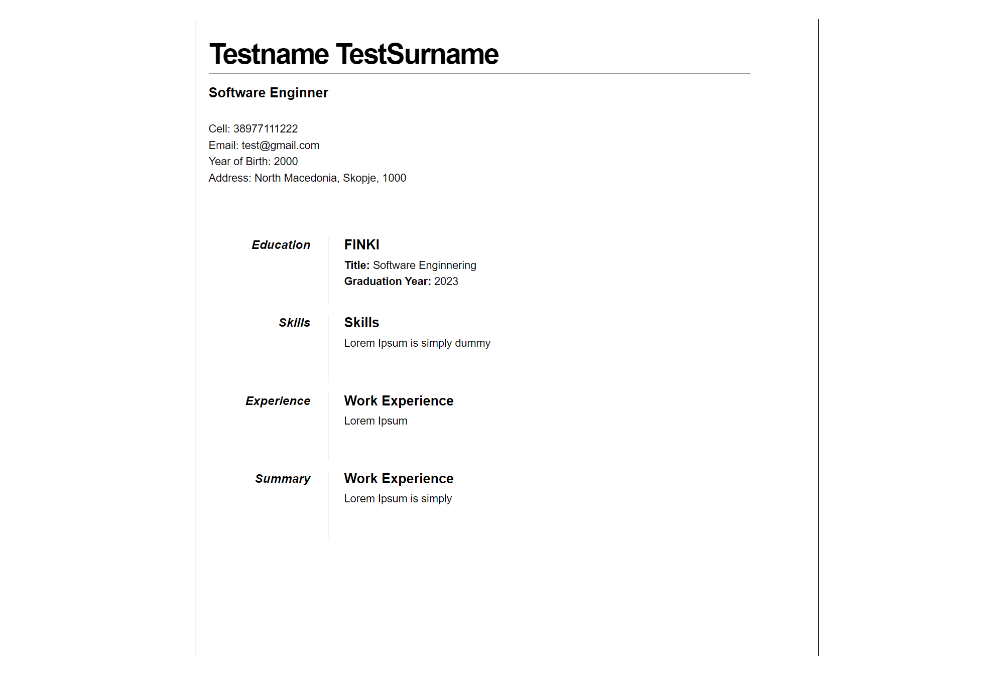 Testname TestSurname
Software Enginner
Cell: 38977111222
Email: test@gmail.com
Year of Birth: 2000
Address: North Macedonia, Skopje, 1000
Education
FINKI
Title: Software Enginnering
Graduation Year: 2023
Skills
Skills
Lorem Ipsum is simply dummy
Experience
Work Experience
Lorem Ipsum
Summary
Work Experience
Lorem Ipsum is simply